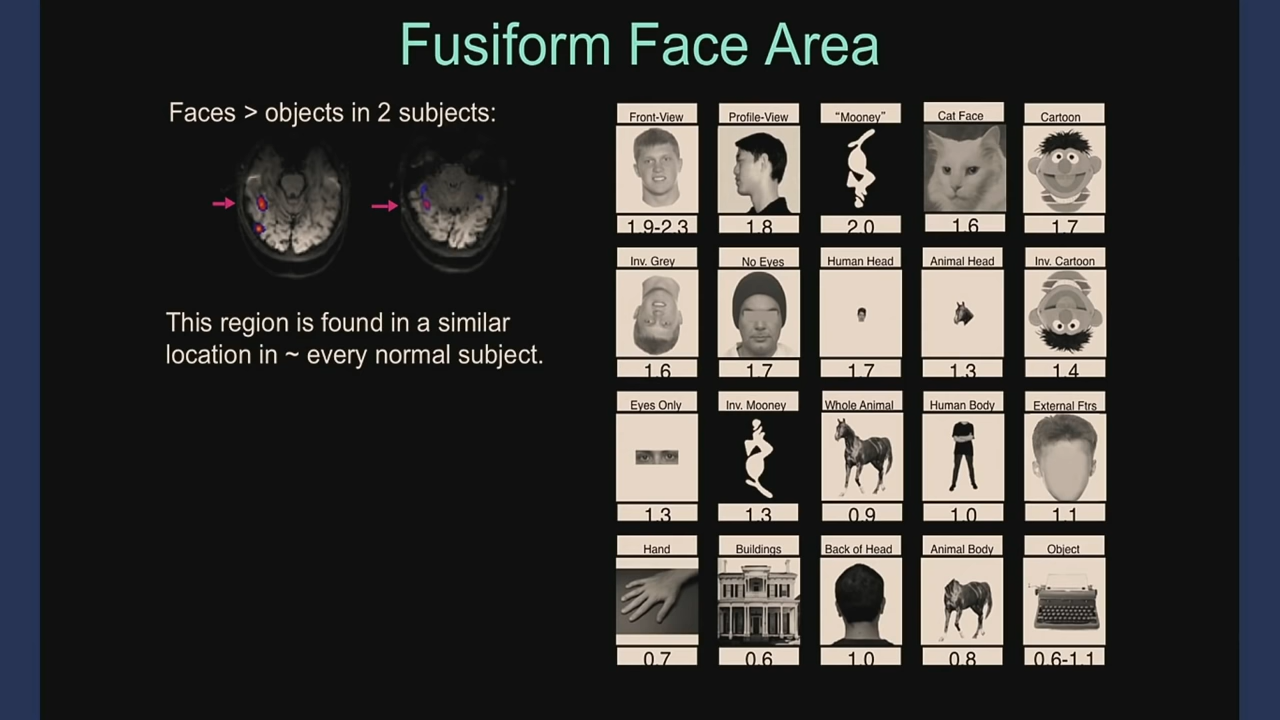 Fusiform Face Area
Faces > objects in 2 subjects:
This region is found in a similar
location in ~ every normal subject.
Front-View
Profile-View
“Mooney”
Cat Face
Cartoon
1.9-2.3
1.8
2.0
1.6
1.7
Inv. Grey
No Eyes
Human Head
Animal Head
Inv. Cartoon
1.6
1.7
1.7
1.3
1.4
Eyes Only
Inv. Mooney
Whole Animal
Human Body
External Ftrs
1.3
1.3
0.9
1.0
1.1
Hand
Buildings
Back of Head
Animal Body
Object
0.7
0.6
1.0
0.8
0.6-1.1